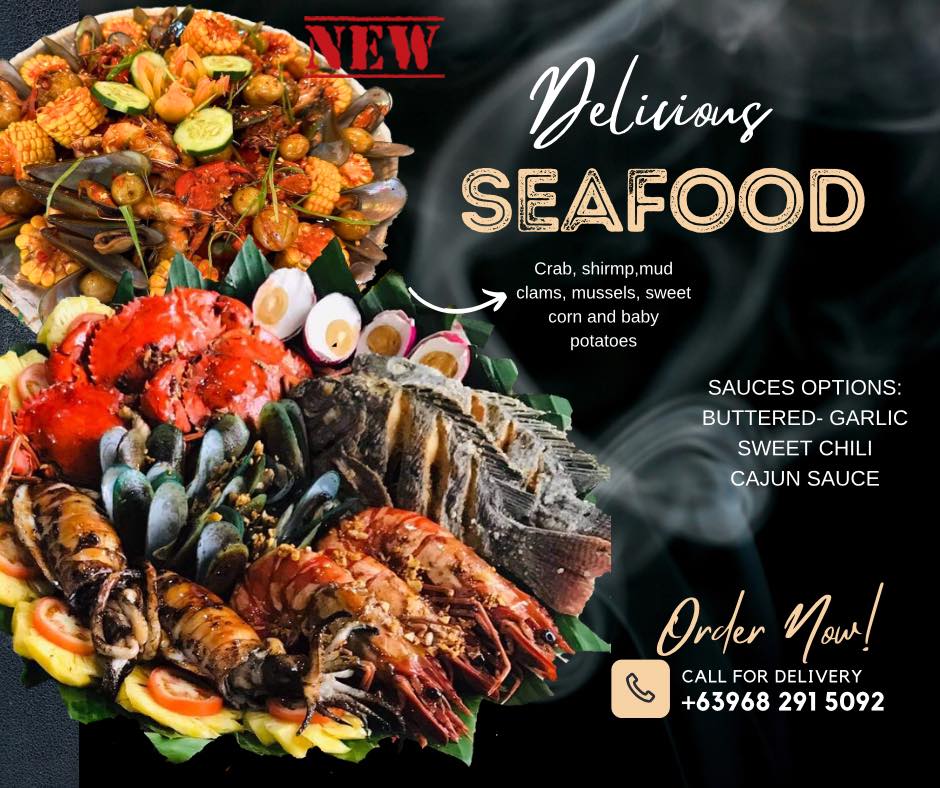 NEW
Delicious
SEAFOOD
Crab, shirmp,mud
clams, mussels, sweet
corn and baby
potatoes
SAUCES OPTIONS:
BUTTERED- GARLIC
SWEET CHILI
CAJUN SAUCE
Order Now!
CALL FOR DELIVERY
+63968 291 5092